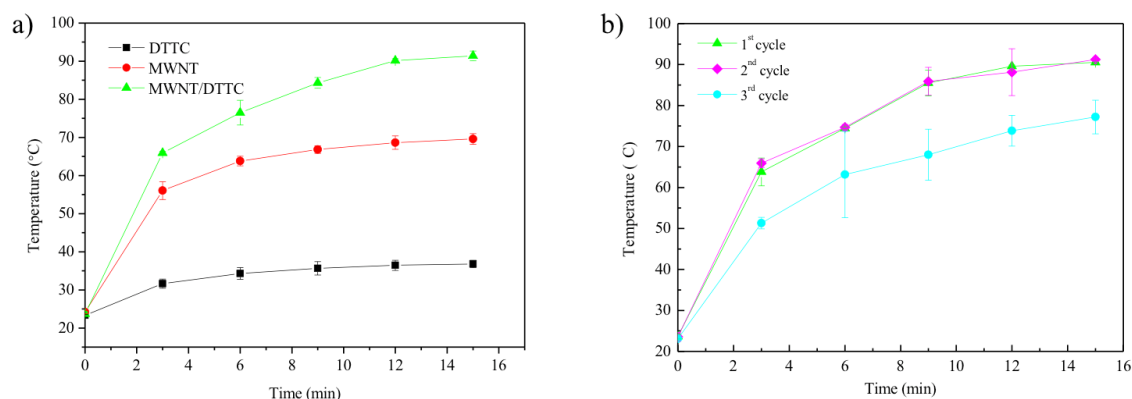 a)
100
90
80
70
60
50
40
30
20
Temperature (°C)
DTTC
MWNT
MWNT/DTTC
0 2 4 6 8 10 12 14 16
Time (min)
b)
100
90
80
70
60
50
40
30
20
Temperature ( C)
1st cycle
2nd cycle
3rd cycle
0 2 4 6 8 10 12 14 16
Time (min)